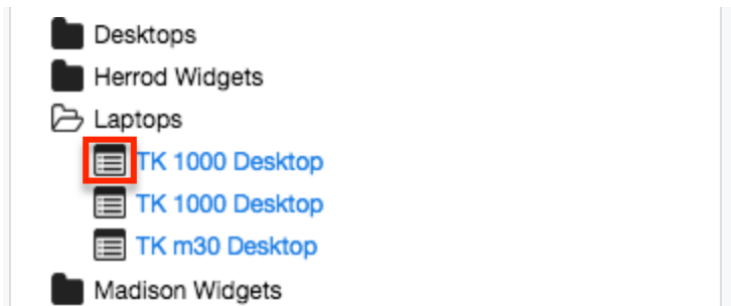 Desktops
Herrod Widgets
Laptops
TK 1000 Desktop
TK 1000 Desktop
TK m30 Desktop
Madison Widgets